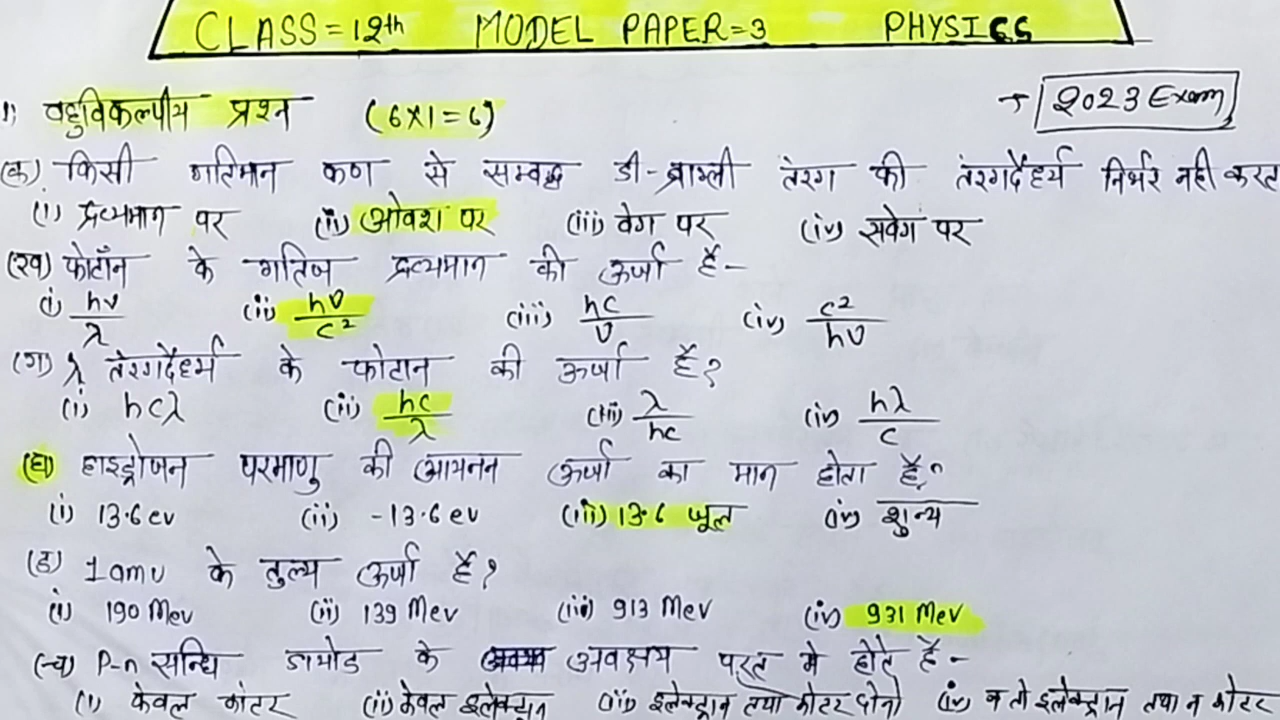 CLASS=12th MODEL PAPER=3 PHYSICS
1) बहुविकल्पीय प्रश्न (6×1=6) → 2023 Exam
(क) किसी गतिमान कण से सम्बद्ध डी-ब्राग्ली तरंग की तरंगदैर्ध्य निर्भर नही करत
(i) द्रव्यमान पर (ii) आवेश पर (iii) वेग पर (iv) संवेग पर
(ख) फोटॉन के गतिज द्रव्यमान की ऊर्जा है -
(i) hν/λ (ii) hν/c² (iii) hc/ν (iv) c²/hν
(ग) λ तरंगदैर्ध्य के फोटान की ऊर्जा है?
(i) hcλ (ii) hc/λ (iii) λ/hc (iv) hλ/c
(घ) हाइड्रोजन परमाणु की आयनन ऊर्जा का मान होता है?
(i) 13.6 ev (ii) -13.6 ev (iii) 13.6 जूल (iv) शुन्य
(ङ) 1amu के तुल्य ऊर्जा है?
(i) 190 Mev (ii) 139 Mev (iii) 913 Mev (iv) 931 MeV
(च) P-n सन्धि डायोड के अवक्षय परत मे होते है -
(i) केवल कोटर (ii) केवल इलेक्ट्रान (iii) इलेक्ट्रान तथा कोटर दोनो (iv) न तो इलेक्ट्रान तथा न कोटर